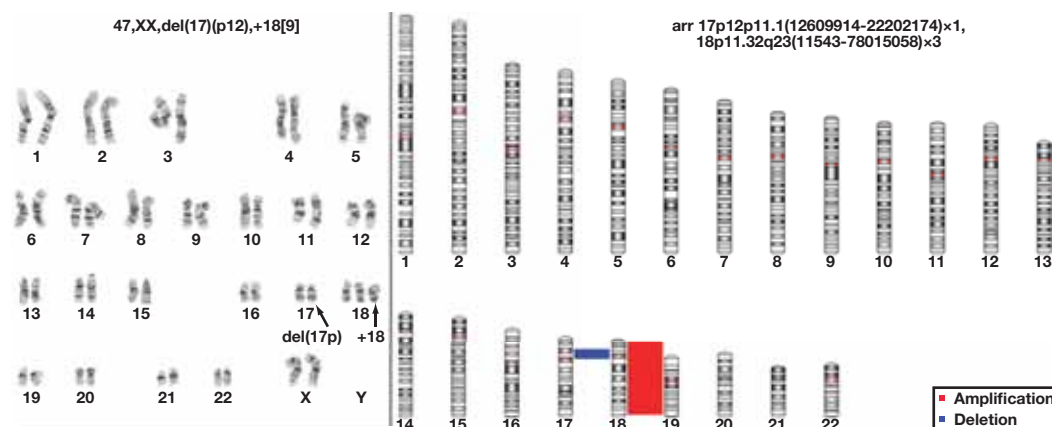 47,XX,del(17)(p12),+18[9]
1 2 3 4 5
6 7 8 9 10 11 12
13 14 15 16 17 18
del(17p) +18
19 20 21 22 X Y
arr 17p12p11.1(12609914-22202174)×1,
18p11.32q23(11543-78015058)×3
1 2 3 4 5 6 7 8 9 10 11 12 13
14 15 16 17 18 19 20 21 22
Amplification
Deletion